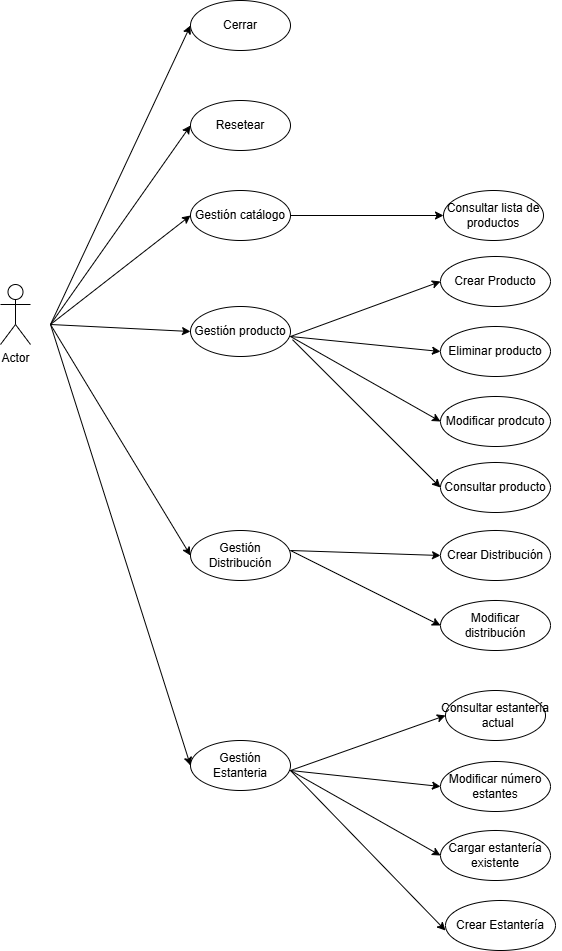 Cerrar
Resetear
Gestión catálogo
Consultar lista de
productos
Crear Producto
Gestión producto
Eliminar producto
Actor
Modificar prodcuto
Consultar producto
Gestión
Distribución
Crear Distribución
Modificar
distribución
Consultar estantería
actual
Gestión
Estanteria
Modificar número
estantes
Cargar estantería
existente
Crear Estantería